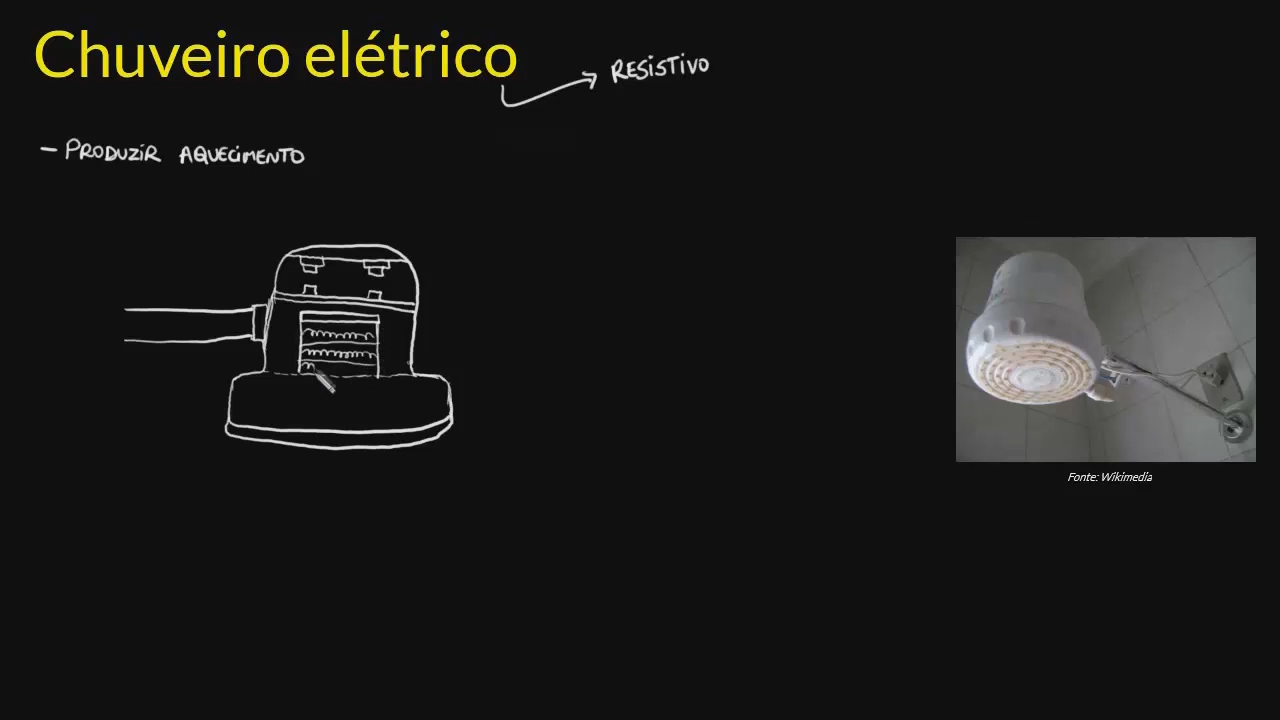 Chuveiro elétrico
RESISTIVO
- PRODUZIR AQUECIMENTO
Fonte: Wikimedia